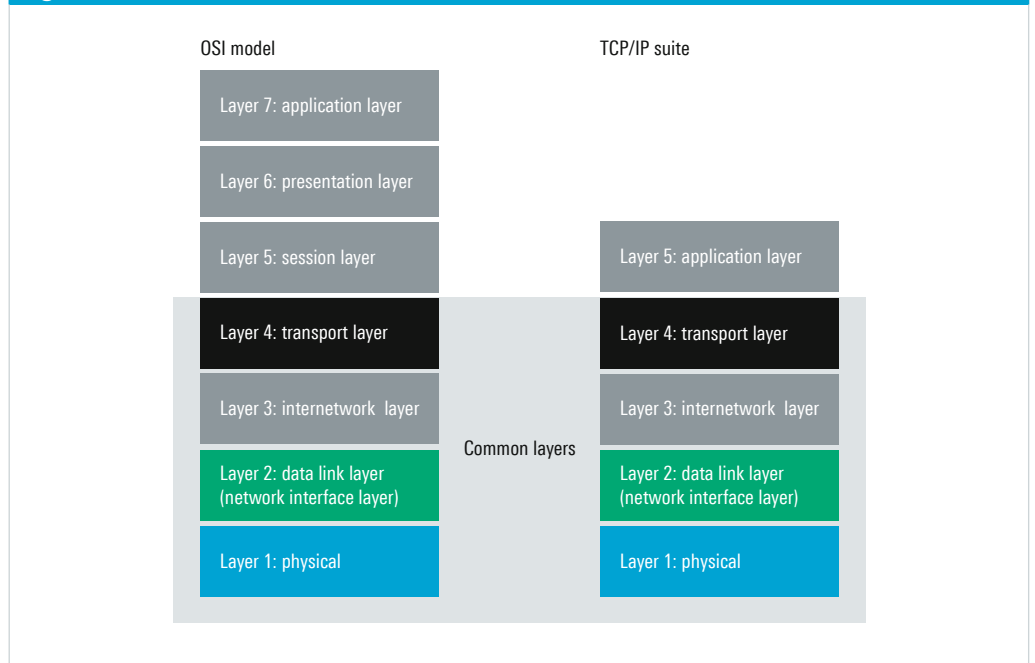 OSI model
Layer 7: application layer
Layer 6: presentation layer
Layer 5: session layer
Layer 4: transport layer
Layer 3: internetwork layer
Layer 2: data link layer
(network interface layer)
Layer 1: physical
Common layers
TCP/IP suite
Layer 5: application layer
Layer 4: transport layer
Layer 3: internetwork layer
Layer 2: data link layer
(network interface layer)
Layer 1: physical